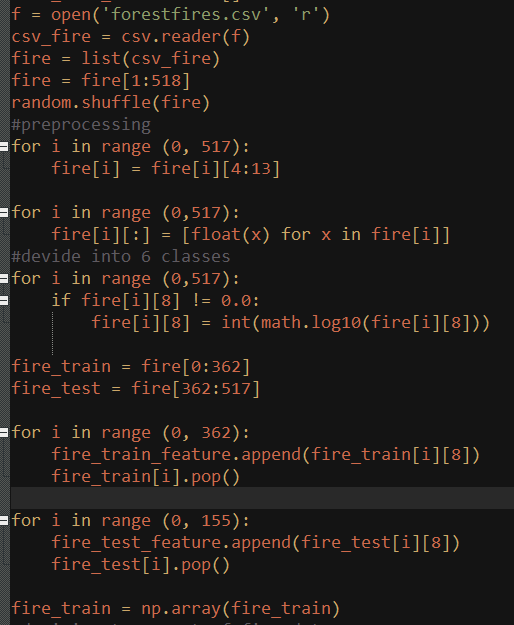 f = open('forestfires.csv', 'r')
csv_fire = csv.reader(f)
fire = list(csv_fire)
fire = fire[1:518]
random.shuffle(fire)
#preprocessing
for i in range (0, 517):
    fire[i] = fire[i][4:13]

for i in range (0,517):
    fire[i][:] = [float(x) for x in fire[i]]
#devide into 6 classes
for i in range (0,517):
    if fire[i][8] != 0.0:
        fire[i][8] = int(math.log10(fire[i][8]))

fire_train = fire[0:362]
fire_test = fire[362:517]

for i in range (0, 362):
    fire_train_feature.append(fire_train[i][8])
    fire_train[i].pop()

for i in range (0, 155):
    fire_test_feature.append(fire_test[i][8])
    fire_test[i].pop()

fire_train = np.array(fire_train)